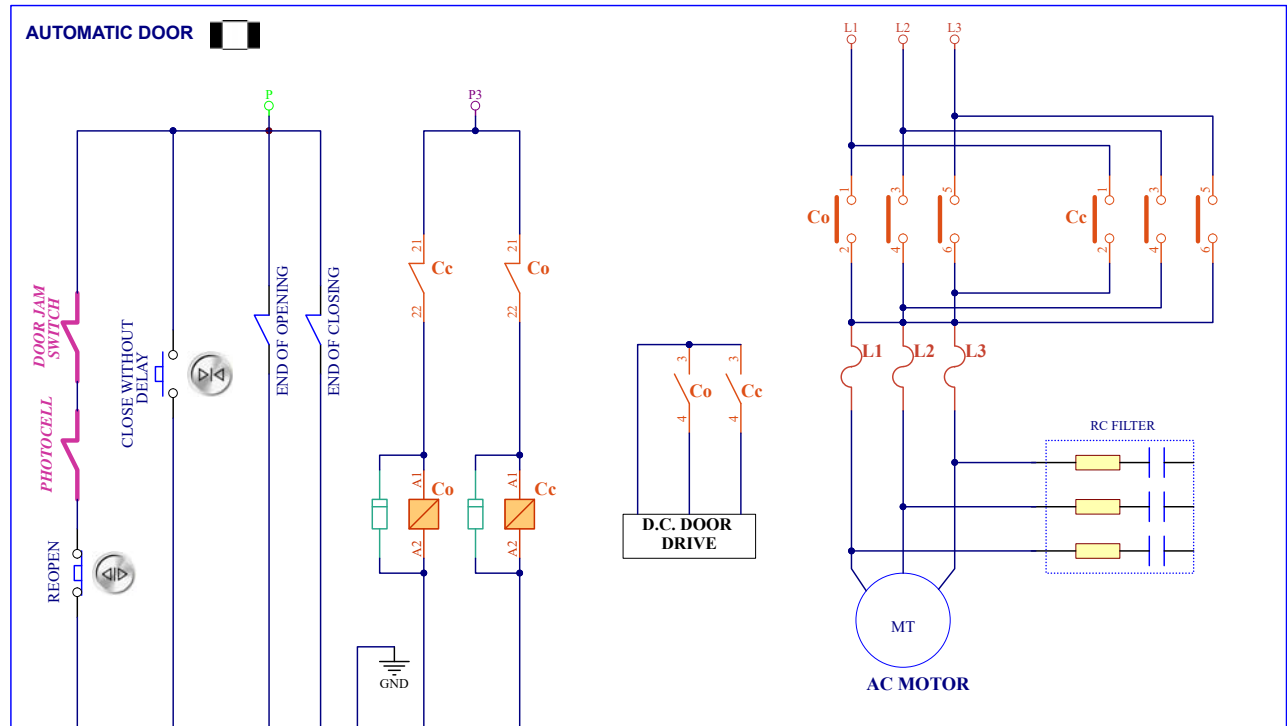 AUTOMATIC DOOR
P
P3
L1
L2
L3
DOOR JAM
SWITCH
PHOTOCELL
REOPEN
CLOSE WITHOUT
DELAY
END OF OPENING
END OF CLOSING
21
Cc
22
21
Co
22
A1
Co
A2
A1
Cc
A2
GND
3
Co
4
3
Cc
4
D.C. DOOR
DRIVE
Co
1
3
5
2
4
6
Cc
1
3
5
2
4
6
L1
L2
L3
RC FILTER
MT
AC MOTOR